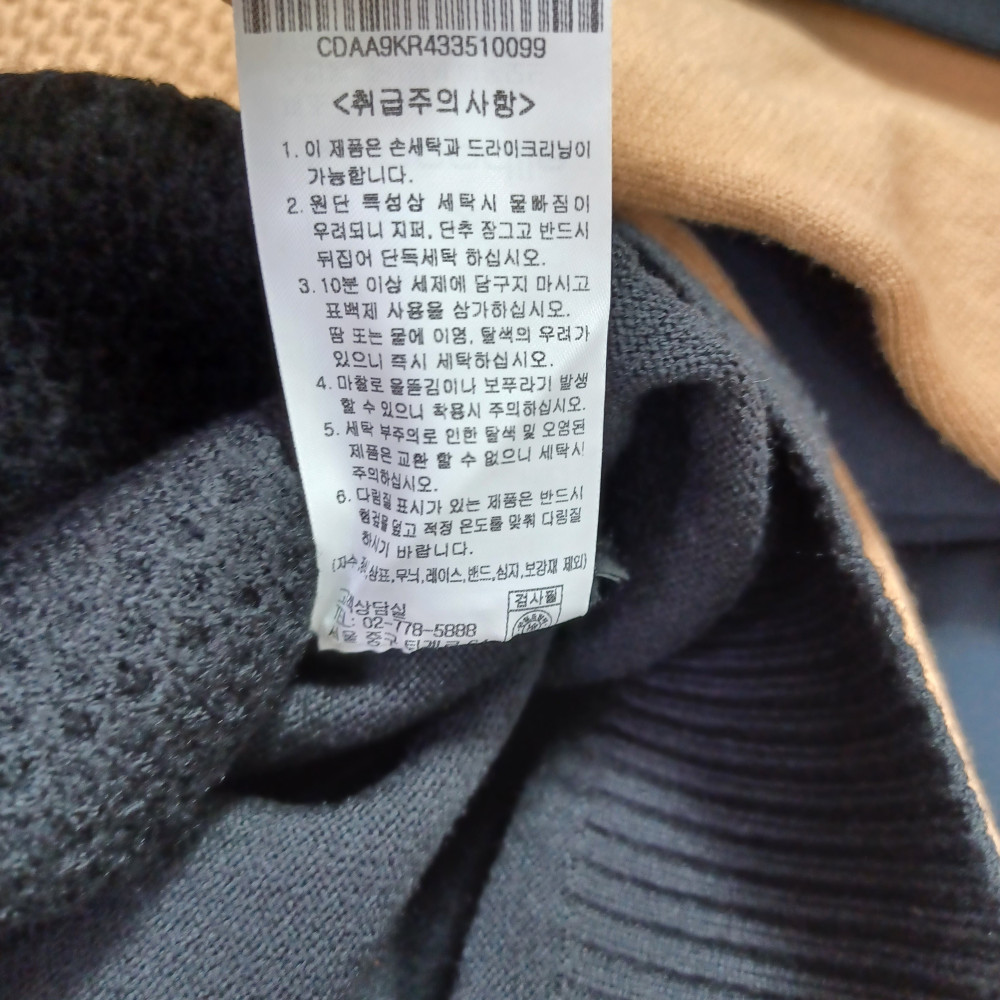 CDAA9KR433510099
<취급주의사항>
1. 이 제품은 손세탁과 드라이크리닝이
가능합니다.
2. 원단 특성상 세탁시 물빠짐이
우려되니 지퍼, 단추 잠그고 반드시
뒤집어 단독세탁 하십시오.
3. 10분 이상 세제에 담구지 마시고
표백제 사용을 삼가하십시오.
땀 또는 물에 이염, 탈색의 우려가
있으니 즉시 세탁하십시오.
4. 마찰로 올뜯김이나 보푸라기 발생
할 수 있으니 착용시 주의하십시오.
5. 세탁 부주의로 인한 탈색 및 오염된
제품은 교환 할 수 없으니 세탁시
주의하십시오.
6. 다림질 표시가 있는 제품은 반드시
헝겊을 덮고 적정 온도를 맞춰 다림질
하시기 바랍니다.
상표,무늬,레이스,밴드,심지,보강재 제외)
고객상담실
TEL: 02-778-5888
서울 중구 퇴계로
검사필